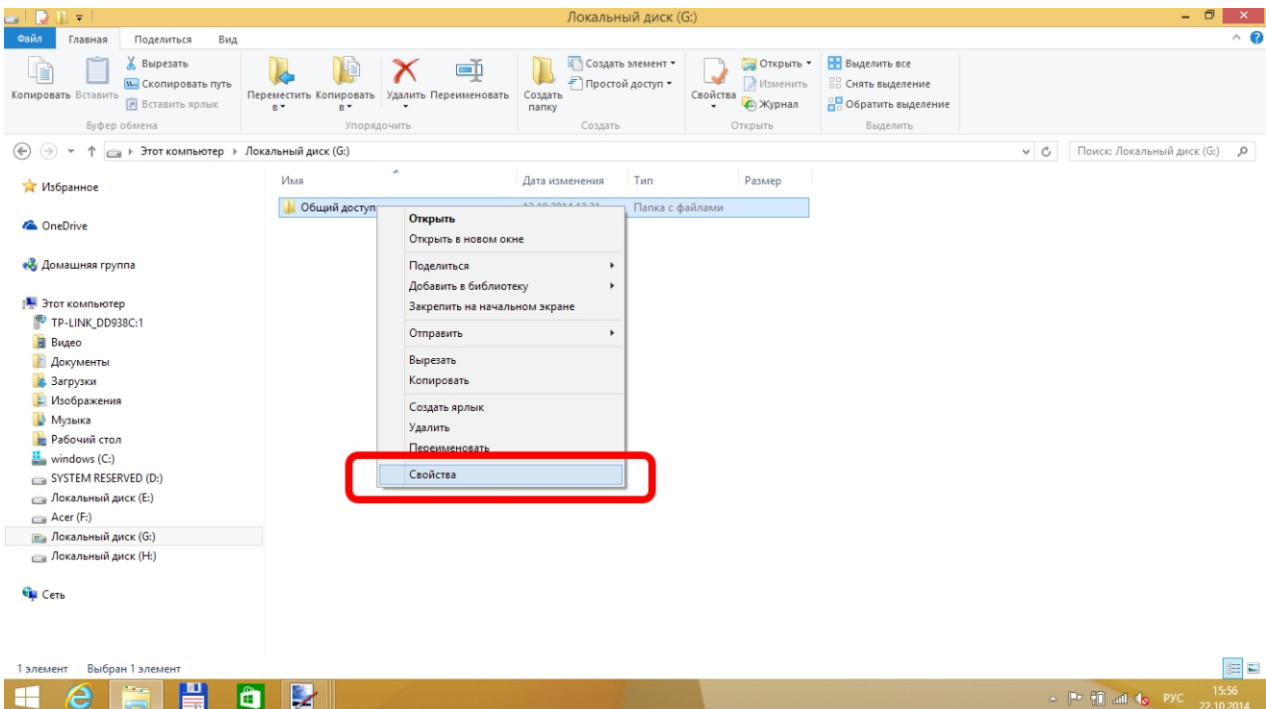 Локальный диск (G:)
Файл Главная Поделиться Вид
Копировать Вставить
Вырезать
Скопировать путь
Вставить ярлык
Буфер обмена
Переместить в Копировать в Удалить Переименовать
Упорядочить
Создать папку
Создать элемент
Простой доступ
Создать
Свойства
Открыть
Изменить
Журнал
Открыть
Выделить все
Снять выделение
Обратить выделение
Выделить
Этот компьютер Локальный диск (G:)
Поиск: Локальный диск (G:)
Имя Дата изменения Тип Размер
Общий доступ 12.10.2014 13:21 Папка с файлами
Избранное
OneDrive
Домашняя группа
Этот компьютер
TP-LINK_DD938C:1
Видео
Документы
Загрузки
Изображения
Музыка
Рабочий стол
windows (C:)
SYSTEM RESERVED (D:)
Локальный диск (E:)
Acer (F:)
Локальный диск (G:)
Локальный диск (H:)
Сеть
Открыть
Открыть в новом окне
Поделиться
Добавить в библиотеку
Закрепить на начальном экране
Отправить
Вырезать
Копировать
Создать ярлык
Удалить
Переименовать
Свойства
1 элемент Выбран 1 элемент
РУС
15:56
22.10.2014